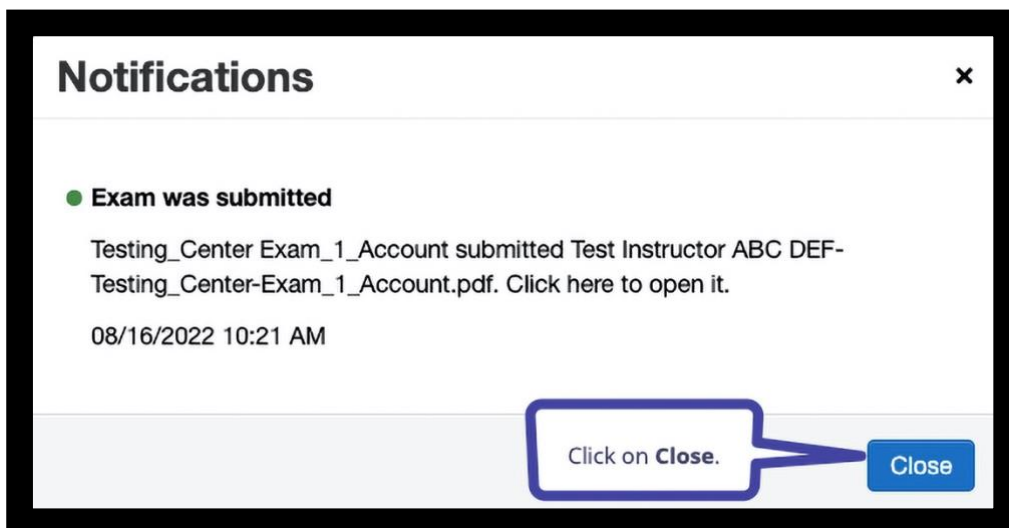 Notifications
×
Exam was submitted
Testing_Center Exam_1_Account submitted Test Instructor ABC DEF-
Testing_Center-Exam_1_Account.pdf. Click here to open it.
08/16/2022 10:21 AM
Click on Close.
Close